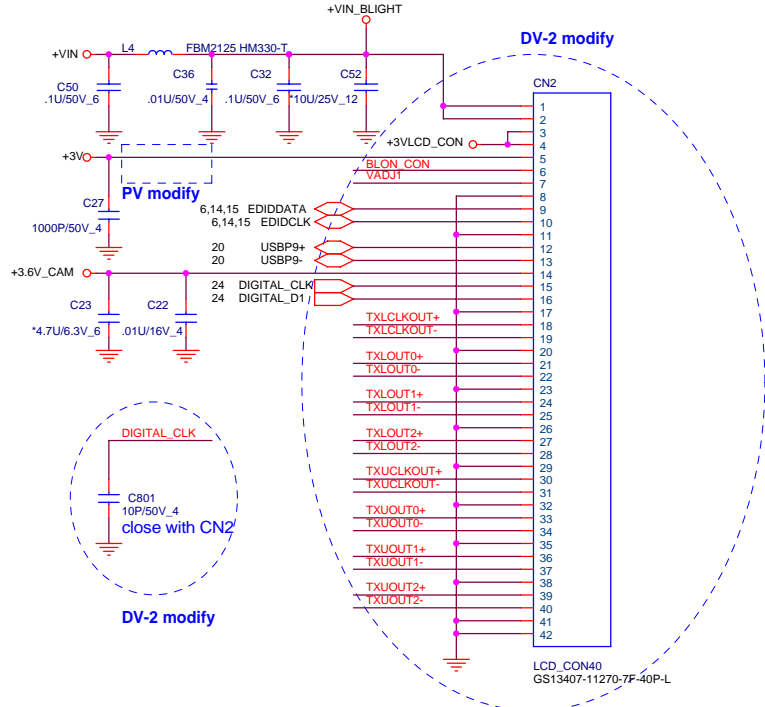 +VIN_BLIGHT
+VIN
L4
FBM2125 HM330-T
DV-2 modify
C50
.1U/50V_6
C36
.01U/50V_4
C32
.1U/50V_6
C52
*10U/25V_12
CN2
+3VLCD_CON
+3V
PV modify
BLON_CON
VADJ1
C27
1000P/50V_4
6,14,15 EDIDDATA
6,14,15 EDIDCLK
20 USBP9+
20 USBP9-
+3.6V_CAM
24 DIGITAL_CLK
24 DIGITAL_D1
C23
*4.7U/6.3V_6
C22
.01U/16V_4
TXLCLKOUT+
TXLCLKOUT-
TXLOUT0+
TXLOUT0-
TXLOUT1+
TXLOUT1-
TXLOUT2+
TXLOUT2-
TXUCLKOUT+
TXUCLKOUT-
TXUOUT0+
TXUOUT0-
TXUOUT1+
TXUOUT1-
TXUOUT2+
TXUOUT2-
1
2
3
4
5
6
7
8
9
10
11
12
13
14
15
16
17
18
19
20
21
22
23
24
25
26
27
28
29
30
31
32
33
34
35
36
37
38
39
40
41
42
DIGITAL_CLK
C801
10P/50V_4
close with CN2
DV-2 modify
LCD_CON40
GS13407-11270-7F-40P-L